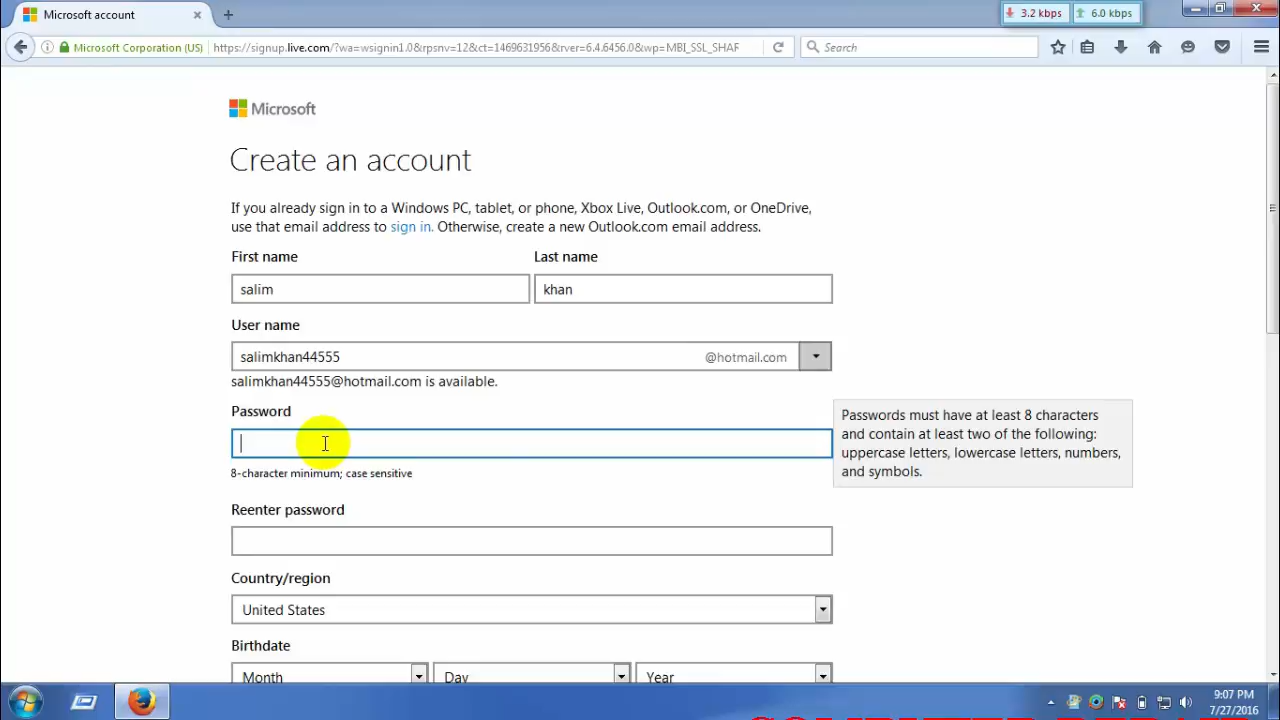 Microsoft account
3.2 kbps
6.0 kbps
Microsoft Corporation (US)
https://signup.live.com/?wa=wsignin1.0&rpsnv=12&ct=1469631956&rver=6.4.6456.0&wp=MBI_SSL_SHAR
Search
Microsoft
Create an account
If you already sign in to a Windows PC, tablet, or phone, Xbox Live, Outlook.com, or OneDrive,
use that email address to sign in. Otherwise, create a new Outlook.com email address.
First name
Last name
salim
khan
User name
salimkhan44555
@hotmail.com
salimkhan44555@hotmail.com is available.
Password
Passwords must have at least 8 characters
and contain at least two of the following:
uppercase letters, lowercase letters, numbers,
and symbols.
8-character minimum; case sensitive
Reenter password
Country/region
United States
Birthdate
Month
Day
Year
9:07 PM
7/27/2016